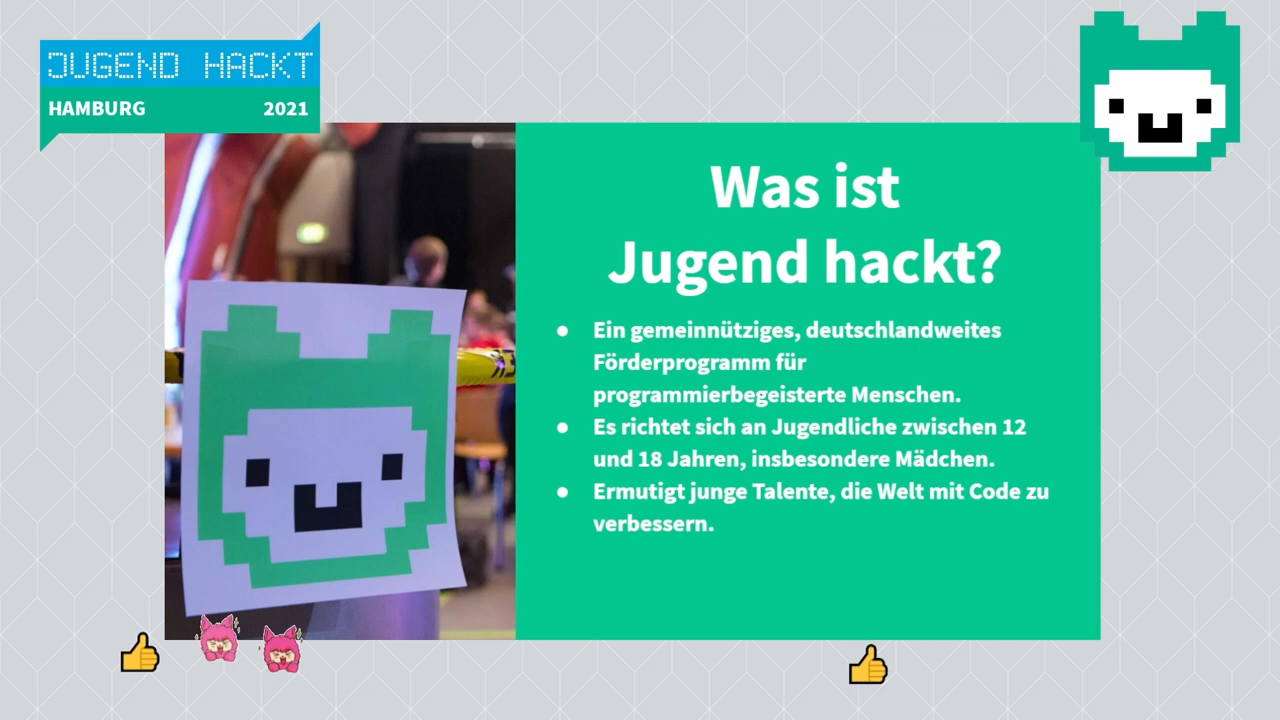 JUGEND HACKT
HAMBURG 2021
Was ist
Jugend hackt?
● Ein gemeinnütziges, deutschlandweites
Förderprogramm für
programmierbegeisterte Menschen.
● Es richtet sich an Jugendliche zwischen 12
und 18 Jahren, insbesondere Mädchen.
● Ermutigt junge Talente, die Welt mit Code zu
verbessern.